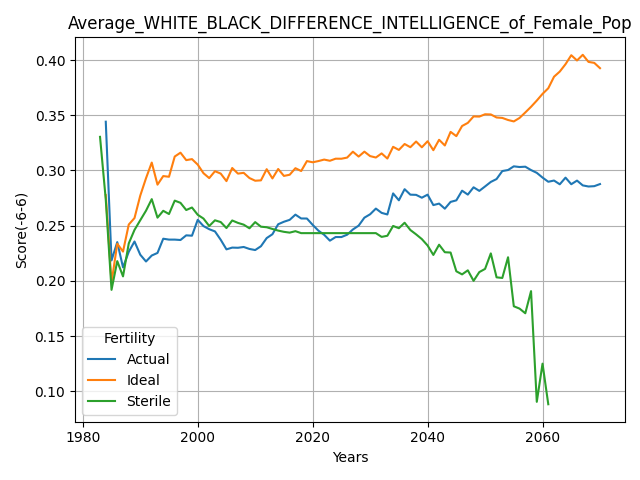 Average_WHITE_BLACK_DIFFERENCE_INTELLIGENCE_of_Female_Pop
Score(-6-6)
0.40
0.35
0.30
0.25
0.20
0.15
0.10
Fertility
Actual
Ideal
Sterile
1980
2000
2020
2040
2060
Years